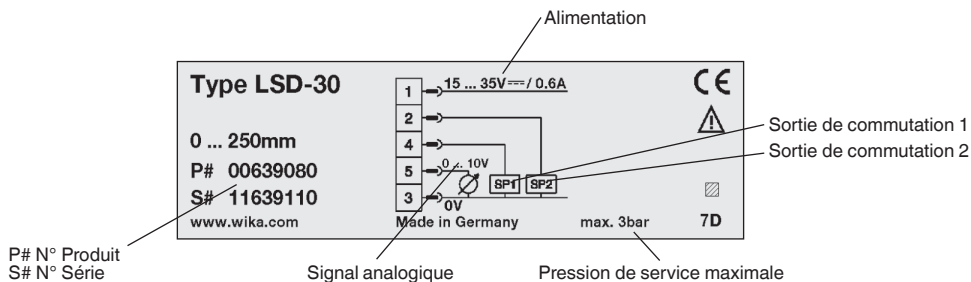 Alimentation
Type LSD-30
1 15 ... 35V⎓/ 0.6A
CE
2
0 ... 250mm
4
Sortie de commutation 1
Sortie de commutation 2
P# 00639080
5 0 ... 10V
SP1 SP2
S# 11639110
3 0V
www.wika.com Made in Germany max. 3bar 7D
P# N° Produit
S# N° Série
Signal analogique
Pression de service maximale